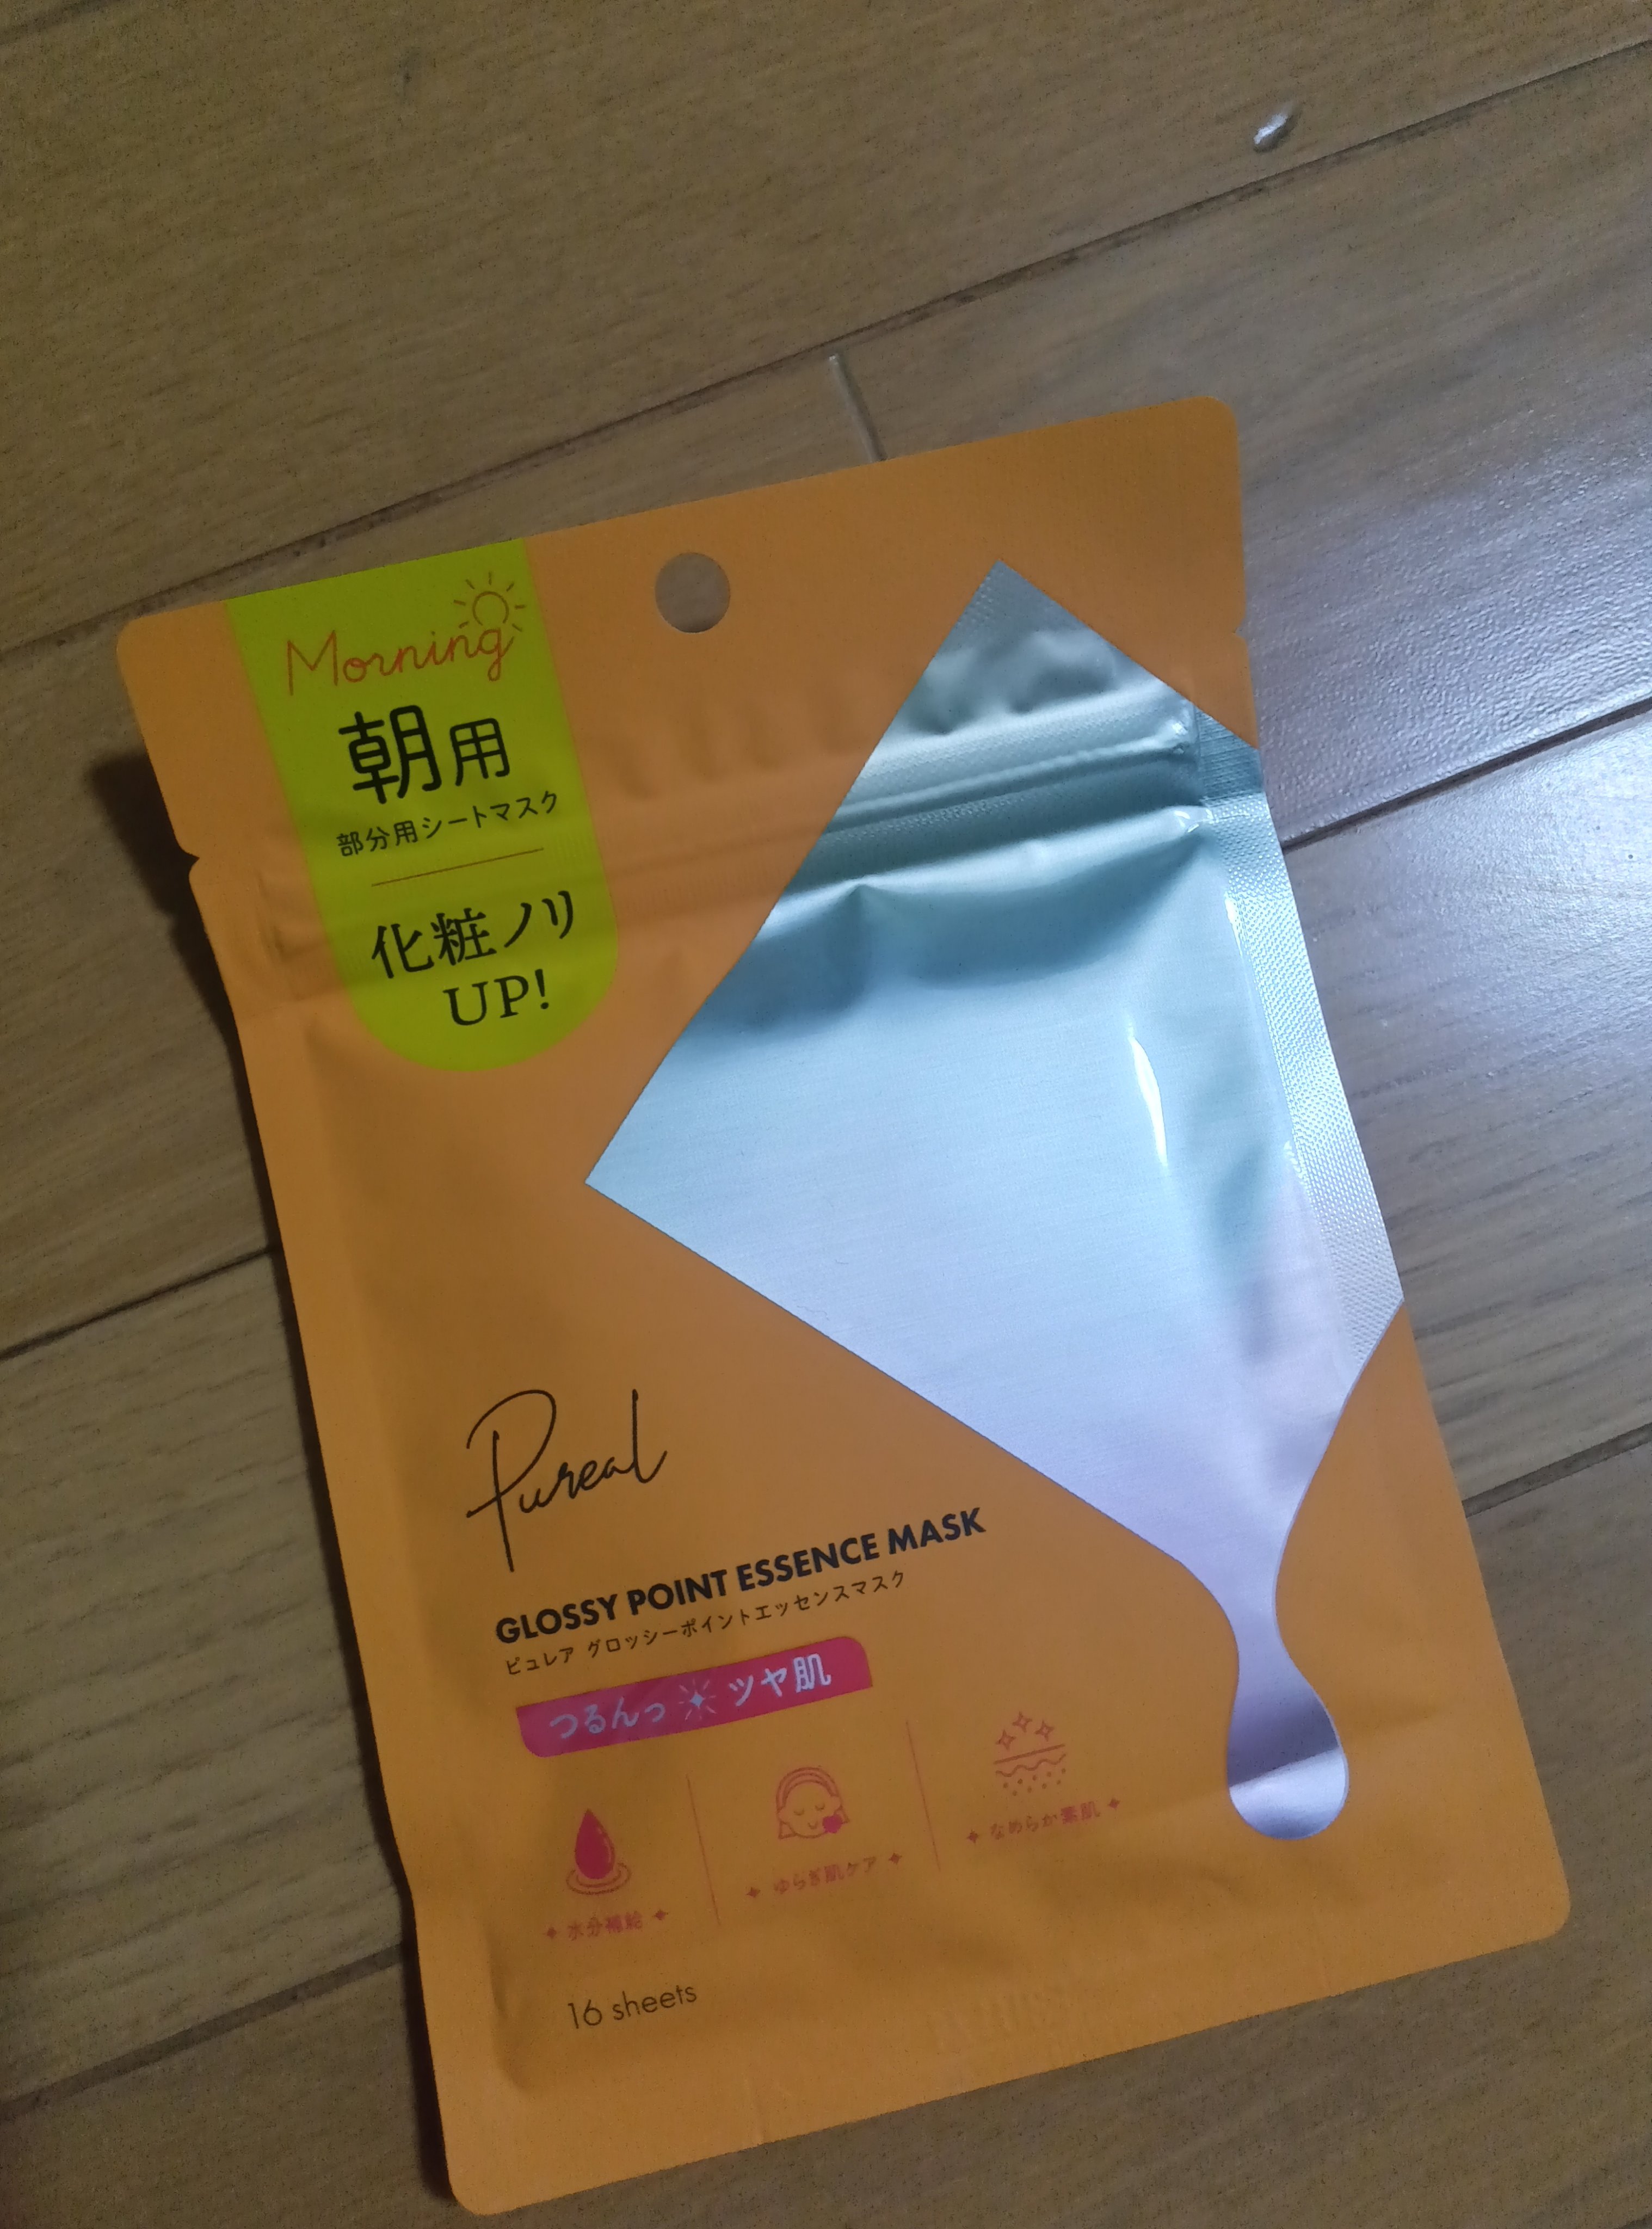 Morning
朝用
部分用シートマスク
化粧ノリ
UP!
Pureal
GLOSSY POINT ESSENCE MASK
ピュレア グロッシーポイントエッセンスマスク
つるんっ ツヤ肌
水分補給
ゆらぎ肌ケア
なめらか素肌
16 sheets